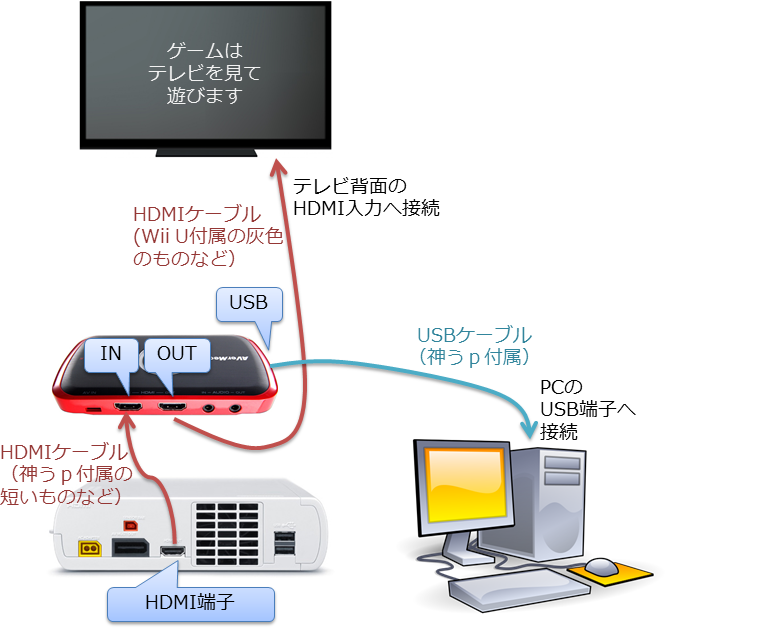 ゲームは
テレビを見て
遊びます
テレビ背面の
HDMI入力へ接続
HDMIケーブル
(Wii U付属の灰色
のものなど）
USB
IN
OUT
USBケーブル
（神うｐ付属）
PCの
USB端子へ
接続
HDMIケーブル
（神うｐ付属の
短いものなど）
HDMI端子